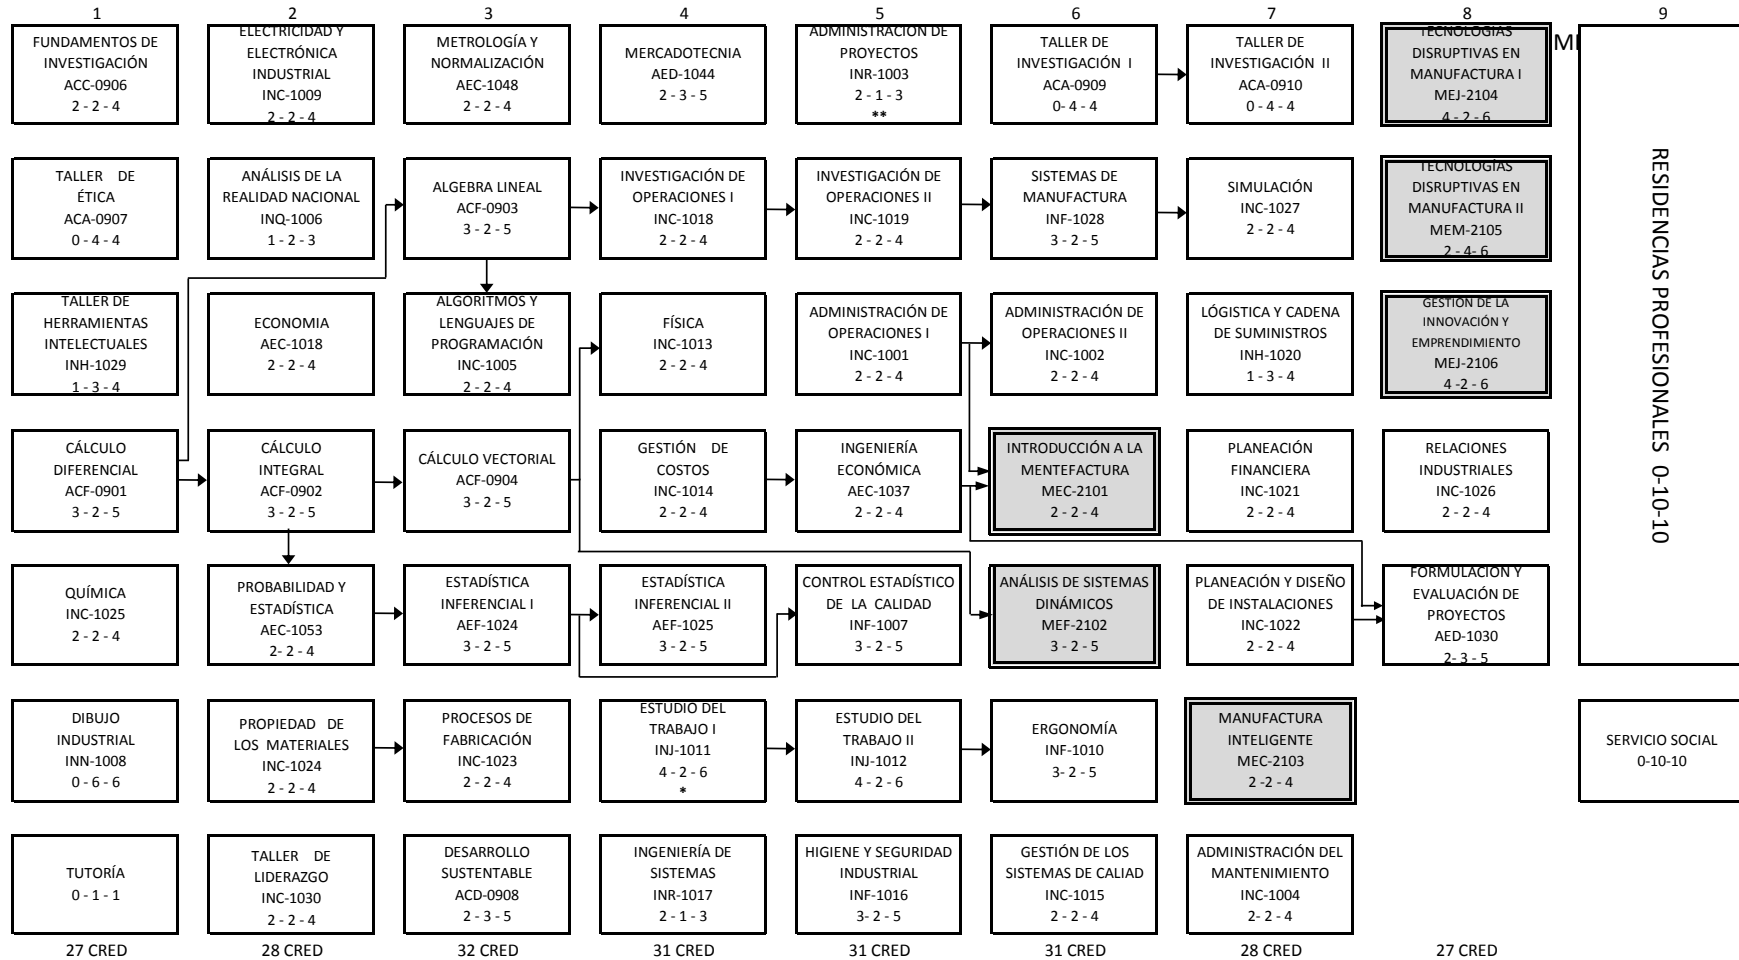 1
2
3
4
5
6
7
8
9
FUNDAMENTOS DE
INVESTIGACIÓN
ACC-0906
2 - 2 - 4
ELECTRICIDAD Y
ELECTRÓNICA
INDUSTRIAL
INC-1009
2 - 2 - 4
METROLOGÍA Y
NORMALIZACIÓN
AEC-1048
2 - 2 - 4
MERCADOTECNIA
AED-1044
2 - 3 - 5
ADMINISTRACIÓN DE
PROYECTOS
INR-1003
2 - 1 - 3
**
TALLER DE
INVESTIGACIÓN I
ACA-0909
0- 4 - 4
TALLER DE
INVESTIGACIÓN II
ACA-0910
0 - 4 - 4
TECNOLOGÍAS
DISRUPTIVAS EN
MANUFACTURA I
MEJ-2104
4 - 2 - 6
TALLER DE
ÉTICA
ACA-0907
0 - 4 - 4
ANÁLISIS DE LA
REALIDAD NACIONAL
INQ-1006
1 - 2 - 3
ALGEBRA LINEAL
ACF-0903
3 - 2 - 5
INVESTIGACIÓN DE
OPERACIONES I
INC-1018
2 - 2 - 4
INVESTIGACIÓN DE
OPERACIONES II
INC-1019
2 - 2 - 4
SISTEMAS DE
MANUFACTURA
INF-1028
3 - 2 - 5
SIMULACIÓN
INC-1027
2 - 2 - 4
TECNOLOGÍAS
DISRUPTIVAS EN
MANUFACTURA II
MEM-2105
2 - 4- 6
TALLER DE
HERRAMIENTAS
INTELECTUALES
INH-1029
1 - 3 - 4
ECONOMIA
AEC-1018
2 - 2 - 4
ALGORITMOS Y
LENGUAJES DE
PROGRAMACIÓN
INC-1005
2 - 2 - 4
FÍSICA
INC-1013
2 - 2 - 4
ADMINISTRACIÓN DE
OPERACIONES I
INC-1001
2 - 2 - 4
ADMINISTRACIÓN DE
OPERACIONES II
INC-1002
2 - 2 - 4
LÓGISTICA Y CADENA
DE SUMINISTROS
INH-1020
1 - 3 - 4
GESTIÓN DE LA
INNOVACIÓN Y
EMPRENDIMIENTO
MEJ-2106
4 -2 - 6
CÁLCULO
DIFERENCIAL
ACF-0901
3 - 2 - 5
CÁLCULO
INTEGRAL
ACF-0902
3 - 2 - 5
CÁLCULO VECTORIAL
ACF-0904
3 - 2 - 5
GESTIÓN DE
COSTOS
INC-1014
2 - 2 - 4
INGENIERÍA
ECONÓMICA
AEC-1037
2 - 2 - 4
INTRODUCCIÓN A LA
MENTEFACTURA
MEC-2101
2 - 2 - 4
PLANEACIÓN
FINANCIERA
INC-1021
2 - 2 - 4
RELACIONES
INDUSTRIALES
INC-1026
2 - 2 - 4
RESIDENCIAS PROFESIONALES 0-10-10
QUÍMICA
INC-1025
2 - 2 - 4
PROBABILIDAD Y
ESTADÍSTICA
AEC-1053
2- 2 - 4
ESTADÍSTICA
INFERENCIAL I
AEF-1024
3 - 2 - 5
ESTADÍSTICA
INFERENCIAL II
AEF-1025
3 - 2 - 5
CONTROL ESTADÍSTICO
DE LA CALIDAD
INF-1007
3 - 2 - 5
ANÁLISIS DE SISTEMAS
DINÁMICOS
MEF-2102
3 - 2 - 5
PLANEACIÓN Y DISEÑO
DE INSTALACIONES
INC-1022
2 - 2 - 4
FORMULACIÓN Y
EVALUACIÓN DE
PROYECTOS
AED-1030
2- 3 - 5
DIBUJO
INDUSTRIAL
INN-1008
0 - 6 - 6
PROPIEDAD DE
LOS MATERIALES
INC-1024
2 - 2 - 4
PROCESOS DE
FABRICACIÓN
INC-1023
2 - 2 - 4
ESTUDIO DEL
TRABAJO I
INJ-1011
4 - 2 - 6
*
ESTUDIO DEL
TRABAJO II
INJ-1012
4 - 2 - 6
ERGONOMÍA
INF-1010
3- 2 - 5
MANUFACTURA
INTELIGENTE
MEC-2103
2 -2 - 4
SERVICIO SOCIAL
0-10-10
TUTORÍA
0 - 1 - 1
TALLER DE
LIDERAZGO
INC-1030
2 - 2 - 4
DESARROLLO
SUSTENTABLE
ACD-0908
2 - 3 - 5
INGENIERÍA DE
SISTEMAS
INR-1017
2 - 1 - 3
HIGIENE Y SEGURIDAD
INDUSTRIAL
INF-1016
3- 2 - 5
GESTIÓN DE LOS
SISTEMAS DE CALIAD
INC-1015
2 - 2 - 4
ADMINISTRACIÓN DEL
MANTENIMIENTO
INC-1004
2- 2 - 4
27 CRED
28 CRED
32 CRED
31 CRED
31 CRED
31 CRED
28 CRED
27 CRED